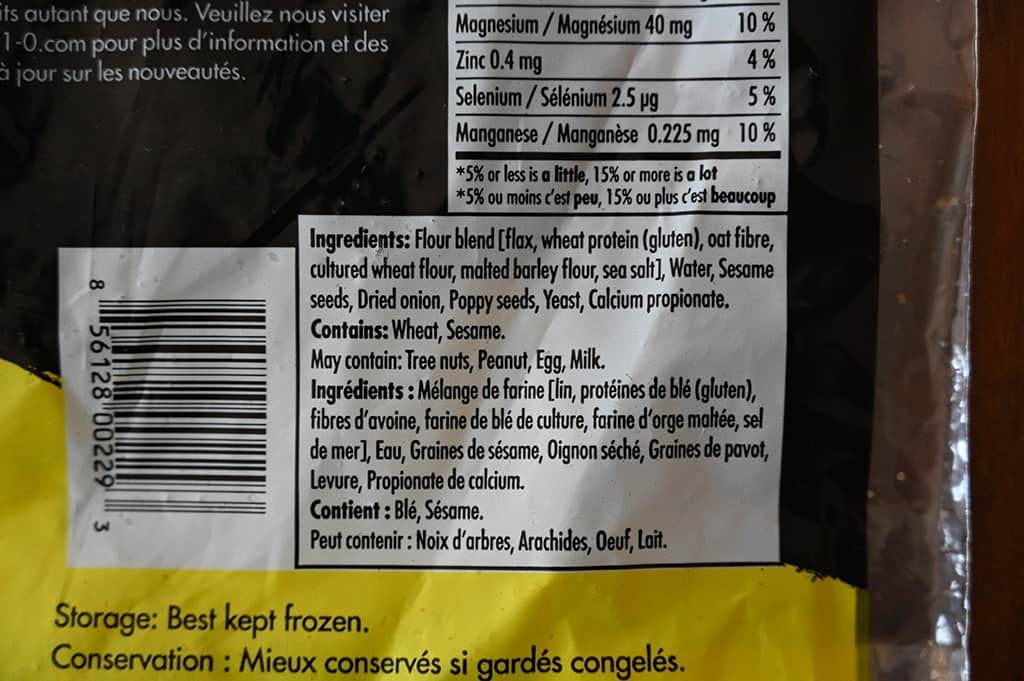 its autant que nous. Veuillez nous visiter
1-0.com pour plus d'information et des
à jour sur les nouveautés.
Magnesium / Magnésium 40 mg 10 %
Zinc 0.4 mg 4 %
Selenium / Sélénium 2.5 µg 5 %
Manganese / Manganèse 0.225 mg 10 %
*5% or less is a little, 15% or more is a lot
*5% ou moins c'est peu, 15% ou plus c'est beaucoup
Ingredients: Flour blend [flax, wheat protein (gluten), oat fibre,
cultured wheat flour, malted barley flour, sea salt], Water, Sesame
seeds, Dried onion, Poppy seeds, Yeast, Calcium propionate.
Contains: Wheat, Sesame.
May contain: Tree nuts, Peanut, Egg, Milk.
Ingrédients : Mélange de farine [lin, protéines de blé (gluten),
fibres d'avoine, farine de blé de culture, farine d'orge maltée, sel
de mer], Eau, Graines de sésame, Oignon séché, Graines de pavot,
Levure, Propionate de calcium.
Contient : Blé, Sésame.
Peut contenir : Noix d'arbres, Arachides, Oeuf, Lait.
8 56128 00229 3
Storage: Best kept frozen.
Conservation : Mieux conservés si gardés congelés.